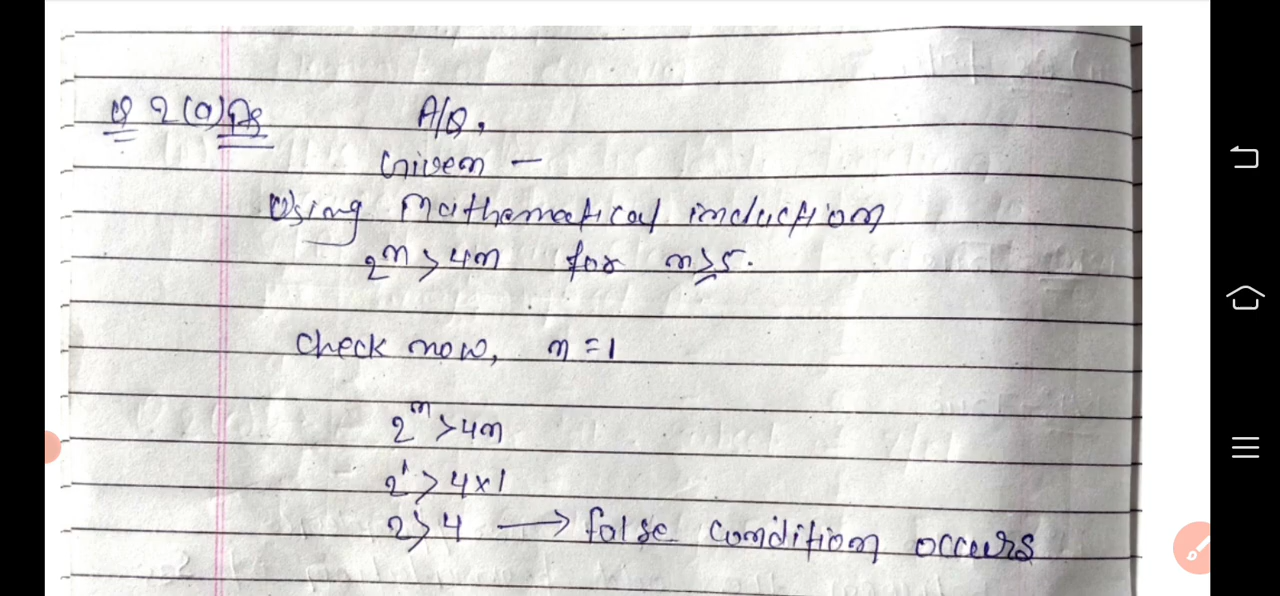 Q 2(a) As
A/Q,
Given –
Using Mathematical induction
2ⁿ > 4n for n ≥ 5.
check now, n = 1
2ⁿ > 4n
2¹ > 4×1
2 > 4 ⟶ false condition occurs